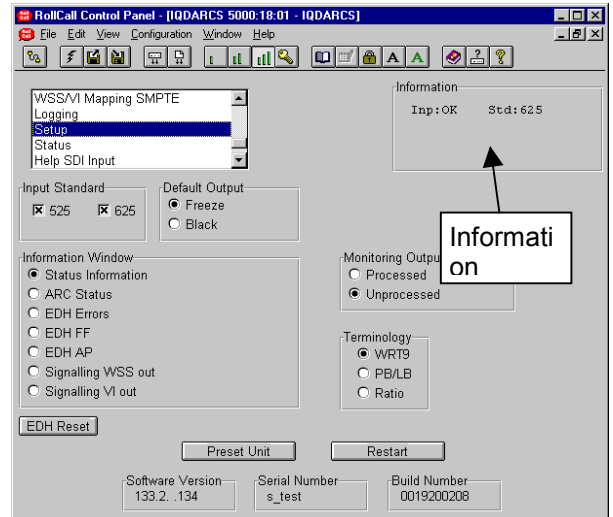 RollCall Control Panel - [IQDARCS 5000:18:01 - IQDARCS]
File Edit View Configuration Window Help
A A
WSS/VI Mapping SMPTE
Logging
Setup
Status
Help SDI Input
Information
Inp:OK Std:625
Input Standard
525 625
Default Output
Freeze
Black
Informati
on
Information Window
Status Information
ARC Status
EDH Errors
EDH FF
EDH AP
Signalling WSS out
Signalling VI out
Monitoring Outpu
Processed
Unprocessed
Terminology
WRT9
PB/LB
Ratio
EDH Reset
Preset Unit Restart
Software Version
133.2. .134
Serial Number
s_test
Build Number
0019200208